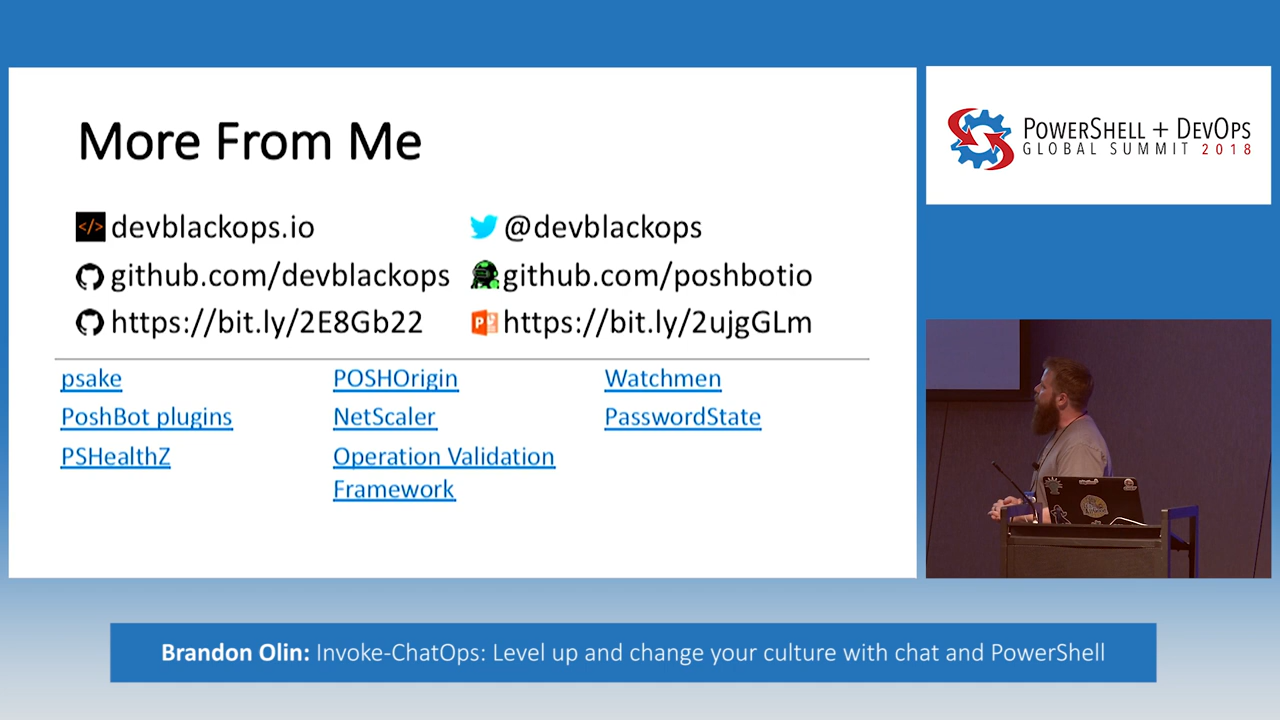 More From Me
devblackops.io
@devblackops
github.com/devblackops
github.com/poshbotio
https://bit.ly/2E8Gb22
https://bit.ly/2ujgGLm
psake
POSHOrigin
Watchmen
PoshBot plugins
NetScaler
PasswordState
PSHealthZ
Operation Validation
Framework
POWERSHELL + DEVOPS
GLOBAL SUMMIT 2018
Brandon Olin: Invoke-ChatOps: Level up and change your culture with chat and PowerShell